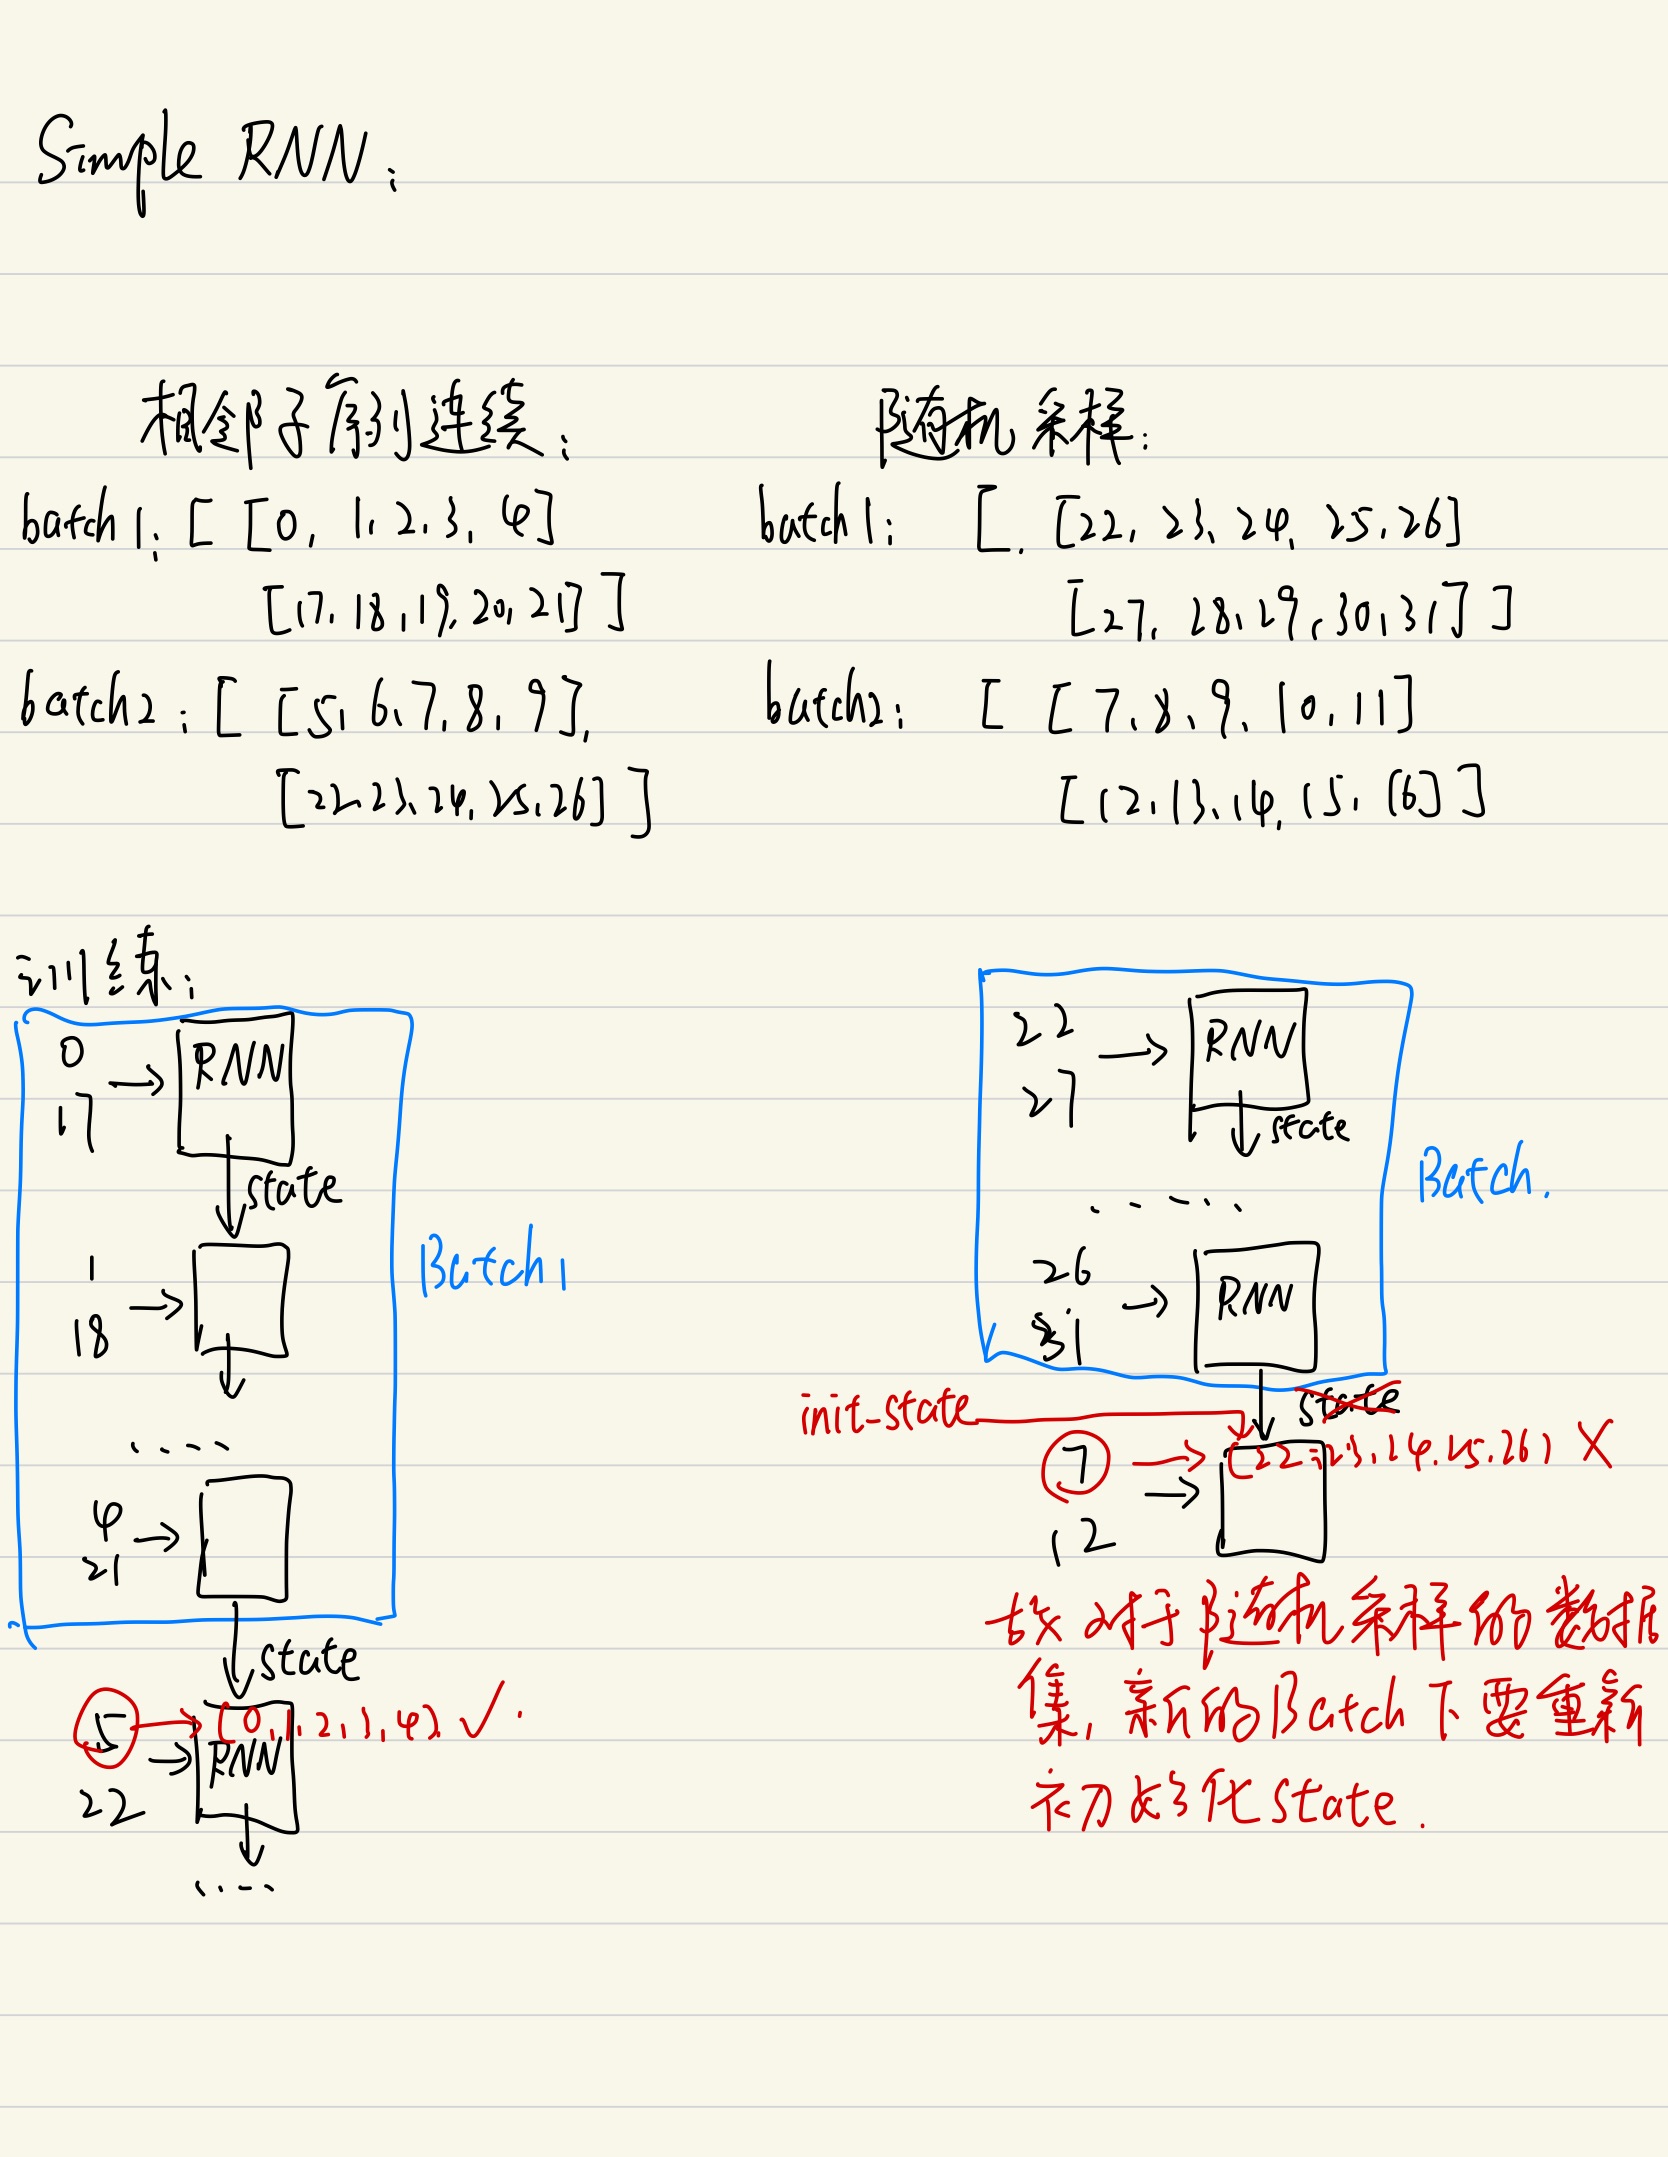 Simple RNN:
相邻子序列连续:
batch1: [ [0, 1, 2, 3, 4]
[17, 18, 19, 20, 21] ]
batch2: [ [5, 6, 7, 8, 9],
[22, 23, 24, 25, 26] ]
随机采样:
batch1: [. [22, 23, 24, 25, 26]
[27, 28, 29, 30, 31] ]
batch2: [ [7, 8, 9, 10, 11]
[12, 13, 14, 15, 16] ]
训练:
0
17
→ RNN
state
Batch1
1
18
→
....
4
21
→
state
5 → (0, 1, 2, 3, 4) ✓.
22
→ RNN
....
22
27
→ RNN
state
Batch.
.....
26
31
→ RNN
state
init_state
7 → (22, 23, 24, 25, 26) X
12
→
故对于随机采样的数据
集, 新的Batch下要重新
初始化state.